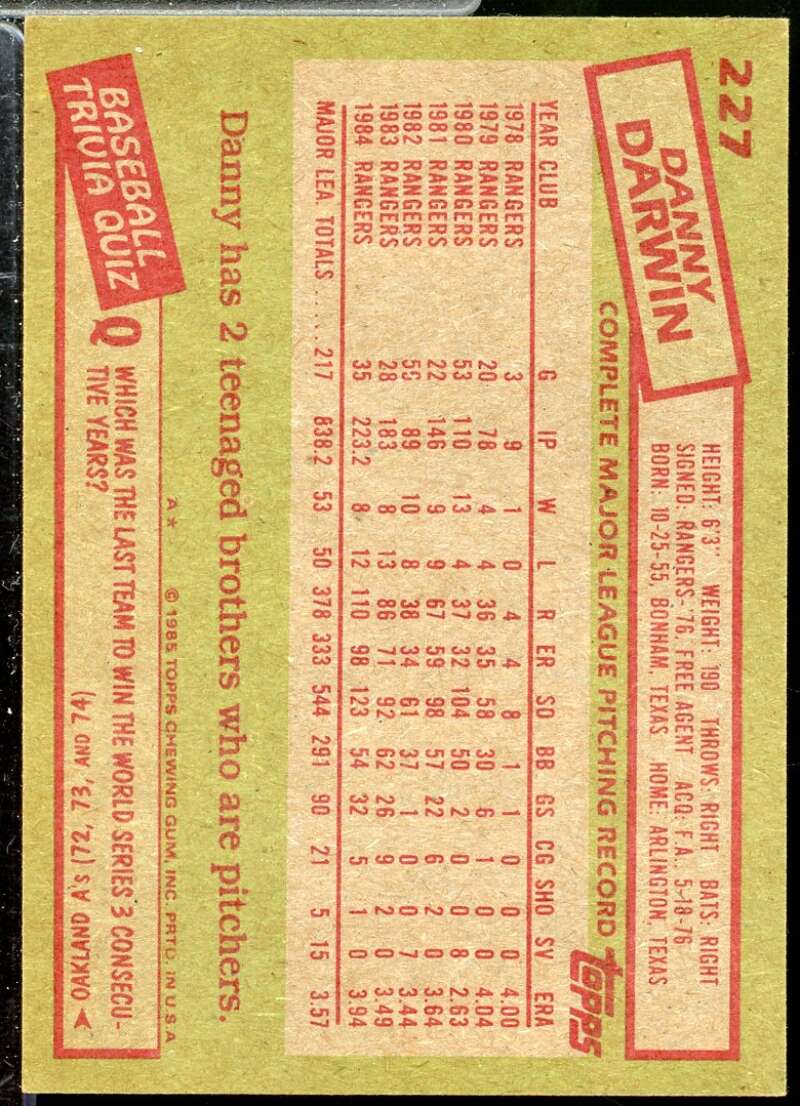 227
DANNY
DARWIN
HEIGHT: 6'3" WEIGHT: 190 THROWS: RIGHT BATS: RIGHT
SIGNED: RANGERS-'76, FREE AGENT ACQ: F.A., 5-18-76
BORN: 10-25-55, BONHAM, TEXAS HOME: ARLINGTON, TEXAS
COMPLETE MAJOR LEAGUE PITCHING RECORD topps
YEAR CLUB G IP W L R ER SO BB GS CG SHO SV ERA
1978 RANGERS 3 9 1 0 4 4 8 1 1 0 0 0 4.00
1979 RANGERS 20 78 4 4 36 35 58 30 6 1 0 0 4.04
1980 RANGERS 53 110 13 4 37 32 104 50 2 0 0 8 2.63
1981 RANGERS 22 146 9 9 67 59 98 57 22 6 2 0 3.64
1982 RANGERS 56 89 10 8 38 34 61 37 1 0 0 7 3.44
1983 RANGERS 28 183 8 13 86 71 92 62 26 9 2 0 3.49
1984 RANGERS 35 223.2 8 12 110 98 123 54 32 5 1 0 3.94
MAJOR LEA. TOTALS..... 217 838.2 53 50 378 333 544 291 90 21 5 15 3.57
Danny has 2 teenaged brothers who are pitchers.
A* © 1985 TOPPS CHEWING GUM, INC. PRTD. IN U.S.A.
BASEBALL
TRIVIA QUIZ
Q WHICH WAS THE LAST TEAM TO WIN THE WORLD SERIES 3 CONSECU-
TIVE YEARS?
OAKLAND A'S (72, 73, AND 74)